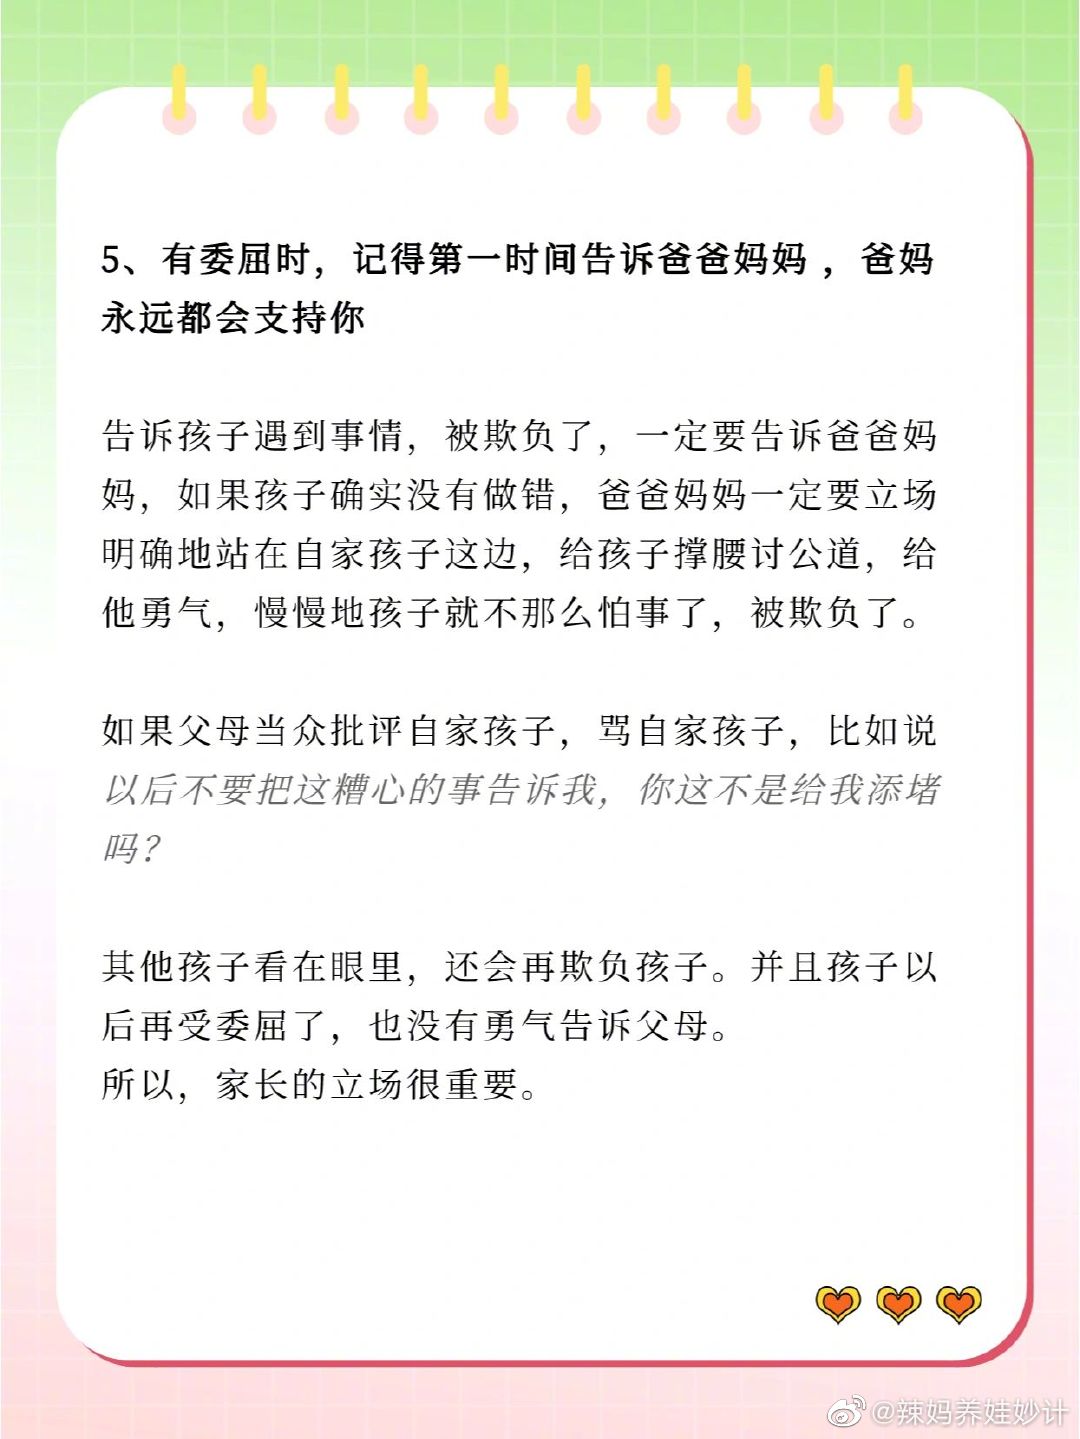 5、有委屈时，记得第一时间告诉爸爸妈妈 ，爸妈
永远都会支持你
告诉孩子遇到事情，被欺负了，一定要告诉爸爸妈
妈，如果孩子确实没有做错，爸爸妈妈一定要立场
明确地站在自家孩子这边，给孩子撑腰讨公道，给
他勇气，慢慢地孩子就不那么怕事了，被欺负了。
如果父母当众批评自家孩子，骂自家孩子，比如说
以后不要把这糟心的事告诉我，你这不是给我添堵
吗？
其他孩子看在眼里，还会再欺负孩子。并且孩子以
后再受委屈了，也没有勇气告诉父母。
所以，家长的立场很重要。
@辣妈养娃妙计